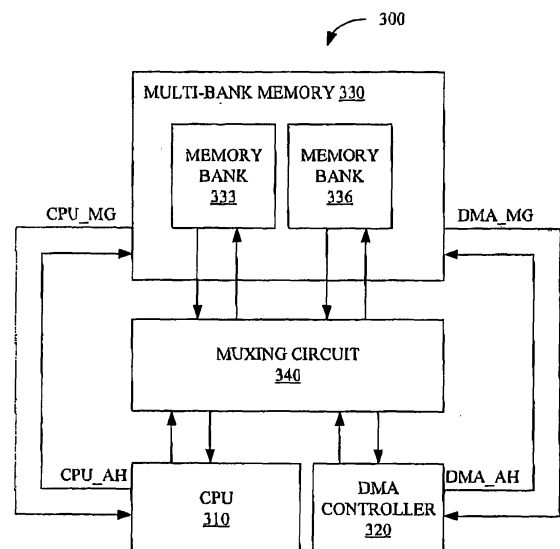 300
MULTI-BANK MEMORY 330
MEMORY BANK 333
MEMORY BANK 336
CPU_MG
DMA_MG
MUXING CIRCUIT
340
CPU_AH
DMA_AH
CPU
310
DMA CONTROLLER
320